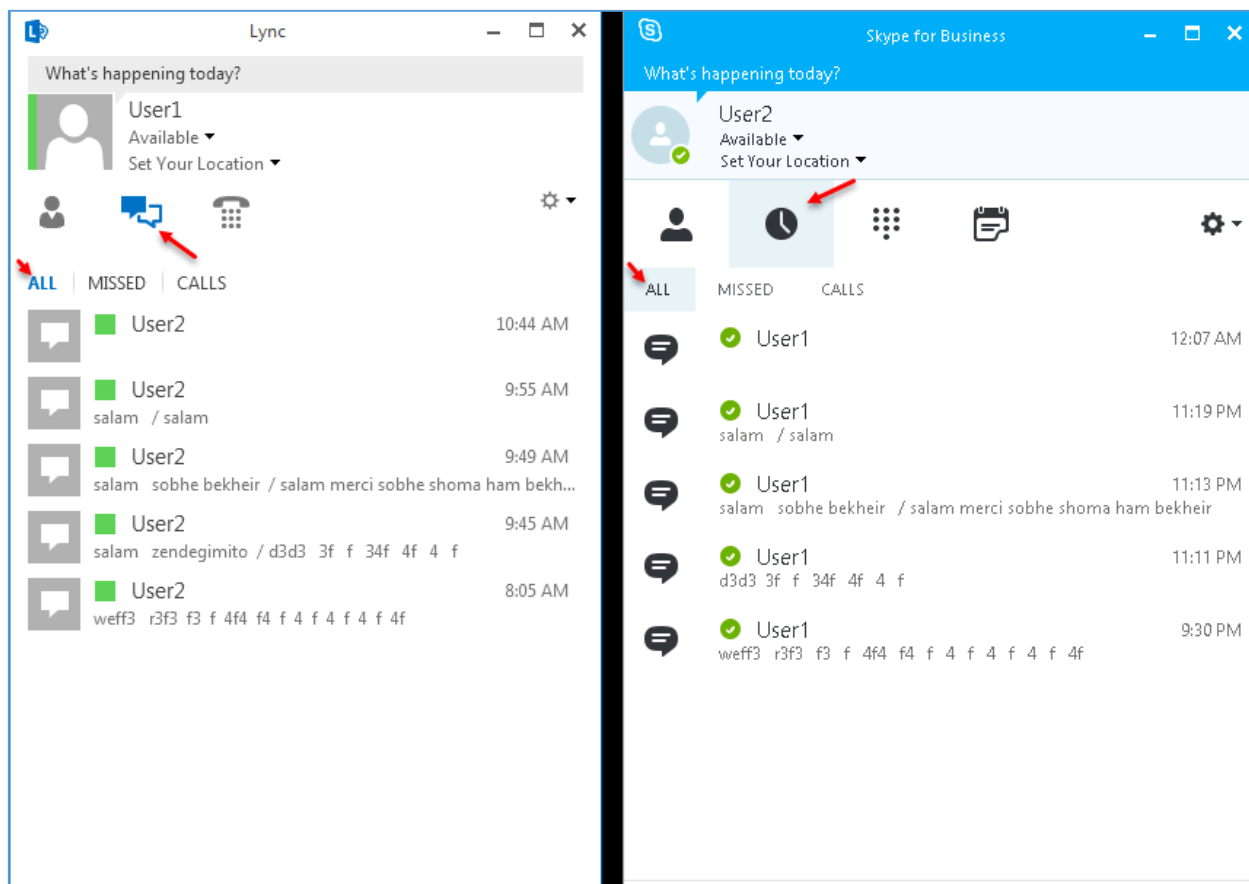 Lync
What's happening today?
User1
Available
Set Your Location
ALL MISSED CALLS
User2 10:44 AM
User2 9:55 AM
salam / salam
User2 9:49 AM
salam sobhe bekheir / salam merci sobhe shoma ham bekh...
User2 9:45 AM
salam zendegimito / d3d3 3f f 34f 4f 4 f
User2 8:05 AM
weff3 r3f3 f3 f 4f4 f4 f 4 f 4 f 4 f 4f
Skype for Business
What's happening today?
User2
Available
Set Your Location
ALL MISSED CALLS
User1 12:07 AM
User1 11:19 PM
salam / salam
User1 11:13 PM
salam sobhe bekheir / salam merci sobhe shoma ham bekheir
User1 11:11 PM
d3d3 3f f 34f 4f 4 f
User1 9:30 PM
weff3 r3f3 f3 f 4f4 f4 f 4 f 4 f 4 f 4f